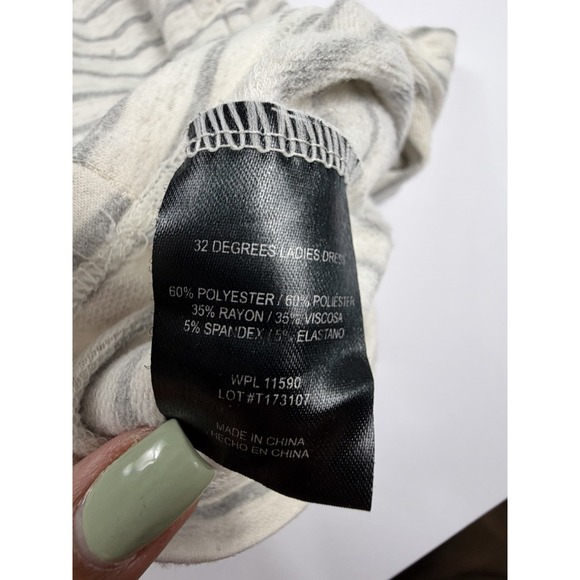 32 DEGREES LADIES DRESS
60% POLYESTER / 60% POLIÉSTER
35% RAYON / 35% VISCOSA
5% SPANDEX / 5% ELASTANO
WPL 11590
LOT #T173107
MADE IN CHINA
HECHO EN CHINA